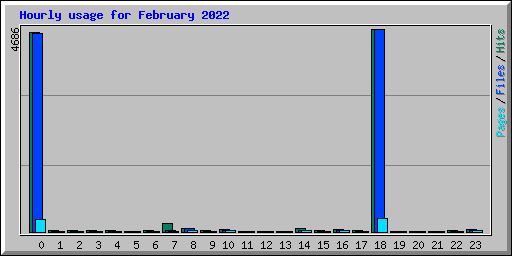 Hourly usage for February 2022
4686
Pages/Files/Hits
0 1 2 3 4 5 6 7 8 9 10 11 12 13 14 15 16 17 18 19 20 21 22 23